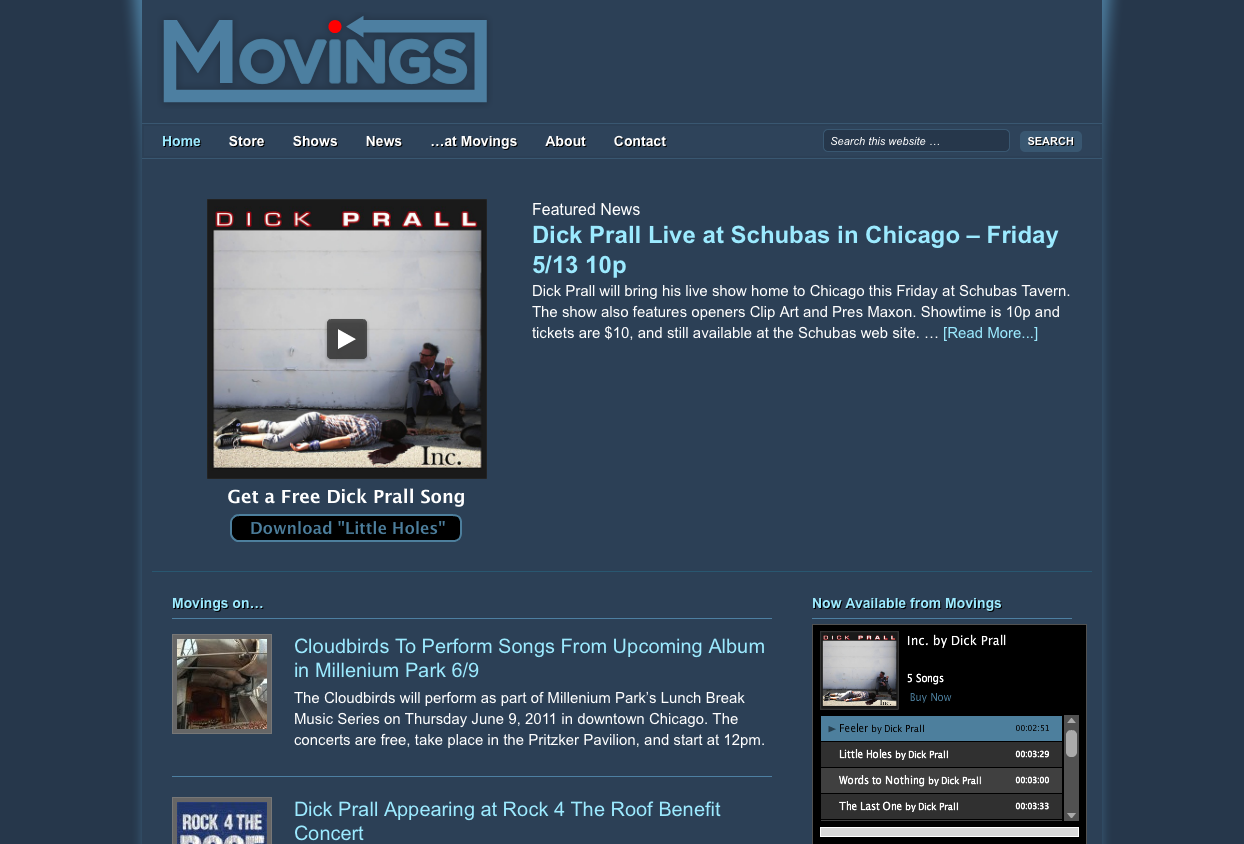 MOVINGS
Home
Store
Shows
News
…at Movings
About
Contact
Search this website …
SEARCH
DICK PRALL
Inc.
Get a Free Dick Prall Song
Download "Little Holes"
Featured News
Dick Prall Live at Schubas in Chicago – Friday
5/13 10p
Dick Prall will bring his live show home to Chicago this Friday at Schubas Tavern.
The show also features openers Clip Art and Pres Maxon. Showtime is 10p and
tickets are $10, and still available at the Schubas web site. … [Read More...]
Movings on…
Cloudbirds To Perform Songs From Upcoming Album
in Millenium Park 6/9
The Cloudbirds will perform as part of Millenium Park’s Lunch Break
Music Series on Thursday June 9, 2011 in downtown Chicago. The
concerts are free, take place in the Pritzker Pavilion, and start at 12pm.
ROCK 4 THE
ROOF
Dick Prall Appearing at Rock 4 The Roof Benefit
Concert
Now Available from Movings
DICK PRALL
Inc.
Inc. by Dick Prall
5 Songs
Buy Now
Feeler by Dick Prall 00:02:51
Little Holes by Dick Prall 00:03:29
Words to Nothing by Dick Prall 00:03:00
The Last One by Dick Prall 00:03:33